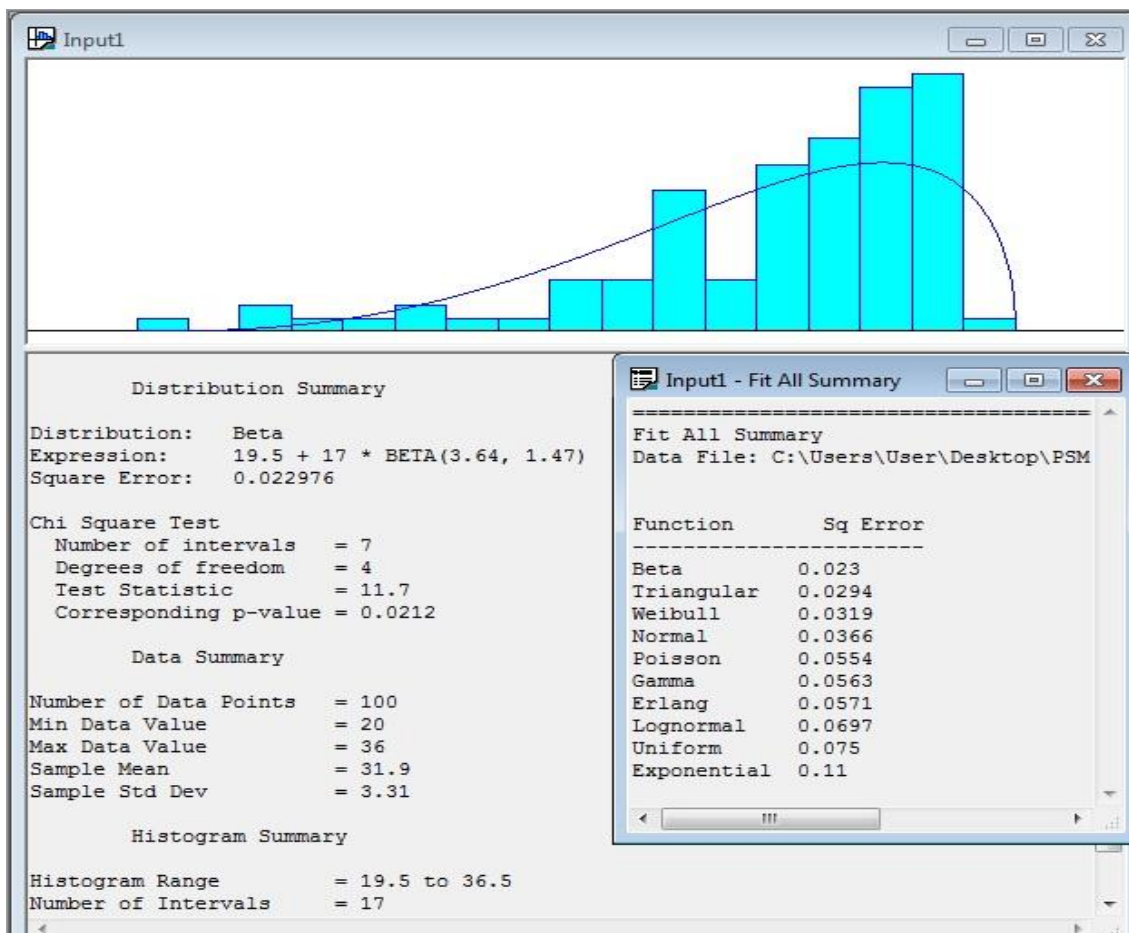 Input1
Distribution Summary
Distribution: Beta
Expression: 19.5 + 17 * BETA(3.64, 1.47)
Square Error: 0.022976
Chi Square Test
Number of intervals = 7
Degrees of freedom = 4
Test Statistic = 11.7
Corresponding p-value = 0.0212
Data Summary
Number of Data Points = 100
Min Data Value = 20
Max Data Value = 36
Sample Mean = 31.9
Sample Std Dev = 3.31
Histogram Summary
Histogram Range = 19.5 to 36.5
Number of Intervals = 17
Input1 - Fit All Summary
=====================================
Fit All Summary
Data File: C:\Users\User\Desktop\PSM
Function Sq Error
-----------------------
Beta 0.023
Triangular 0.0294
Weibull 0.0319
Normal 0.0366
Poisson 0.0554
Gamma 0.0563
Erlang 0.0571
Lognormal 0.0697
Uniform 0.075
Exponential 0.11